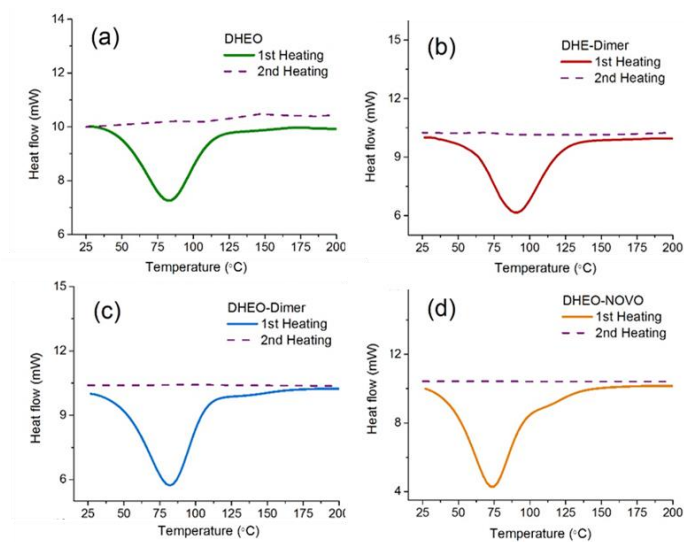 (a)
DHEO
1st Heating
2nd Heating
14
12
10
8
6
Heat flow (mW)
25 50 75 100 125 150 175 200
Temperature (°C)
(b)
DHE-Dimer
1st Heating
2nd Heating
15
12
9
6
Heat flow (mW)
25 50 75 100 125 150 175 200
Temperature (°C)
(c)
DHEO-Dimer
1st Heating
2nd Heating
15
12
9
6
Heat flow (mW)
25 50 75 100 125 150 175 200
Temperature (°C)
(d)
DHEO-NOVO
1st Heating
2nd Heating
12
8
4
Heat flow (mW)
25 50 75 100 125 150 175 200
Temperature (°C)